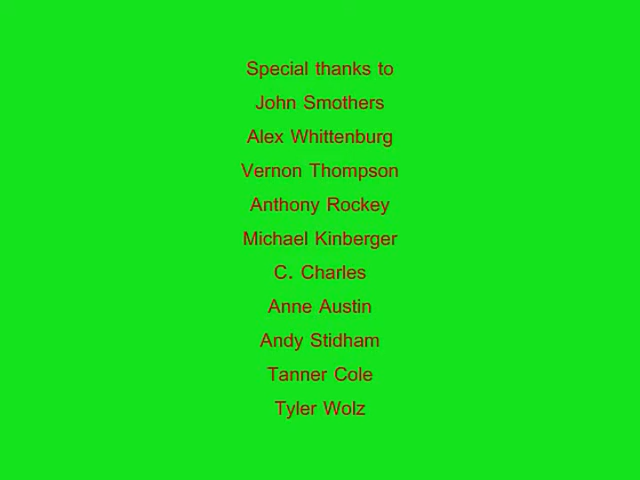 Special thanks to
John Smothers
Alex Whittenburg
Vernon Thompson
Anthony Rockey
Michael Kinberger
C. Charles
Anne Austin
Andy Stidham
Tanner Cole
Tyler Wolz